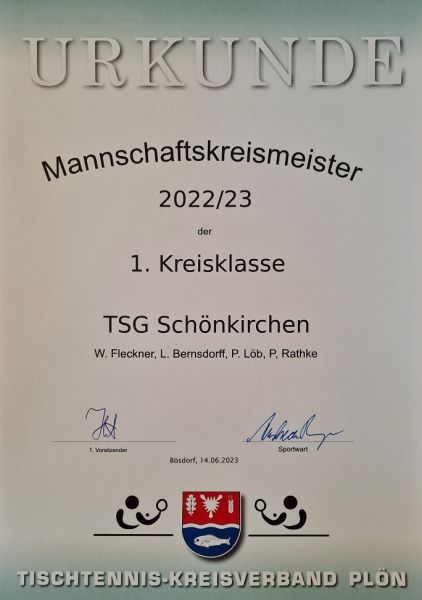 URKUNDE
Mannschaftskreismeister
2022/23
der
1. Kreisklasse
TSG Schönkirchen
W. Fleckner, L. Bernsdorff, P. Löb, P, Rathke
1. Vorsitzender
Sportwart
Bösdorf, 14.06.2023
TISCHTENNIS-KREISVERBAND PLÖN